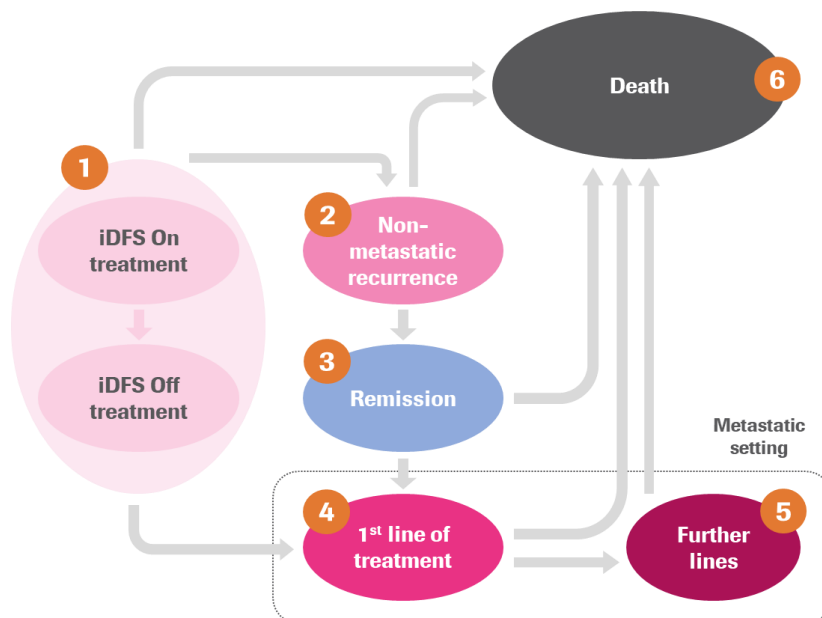 Death
6
1
iDFS On
treatment
2
Non-
metastatic
recurrence
iDFS Off
treatment
3
Remission
Metastatic
setting
4
1st line of
treatment
5
Further
lines